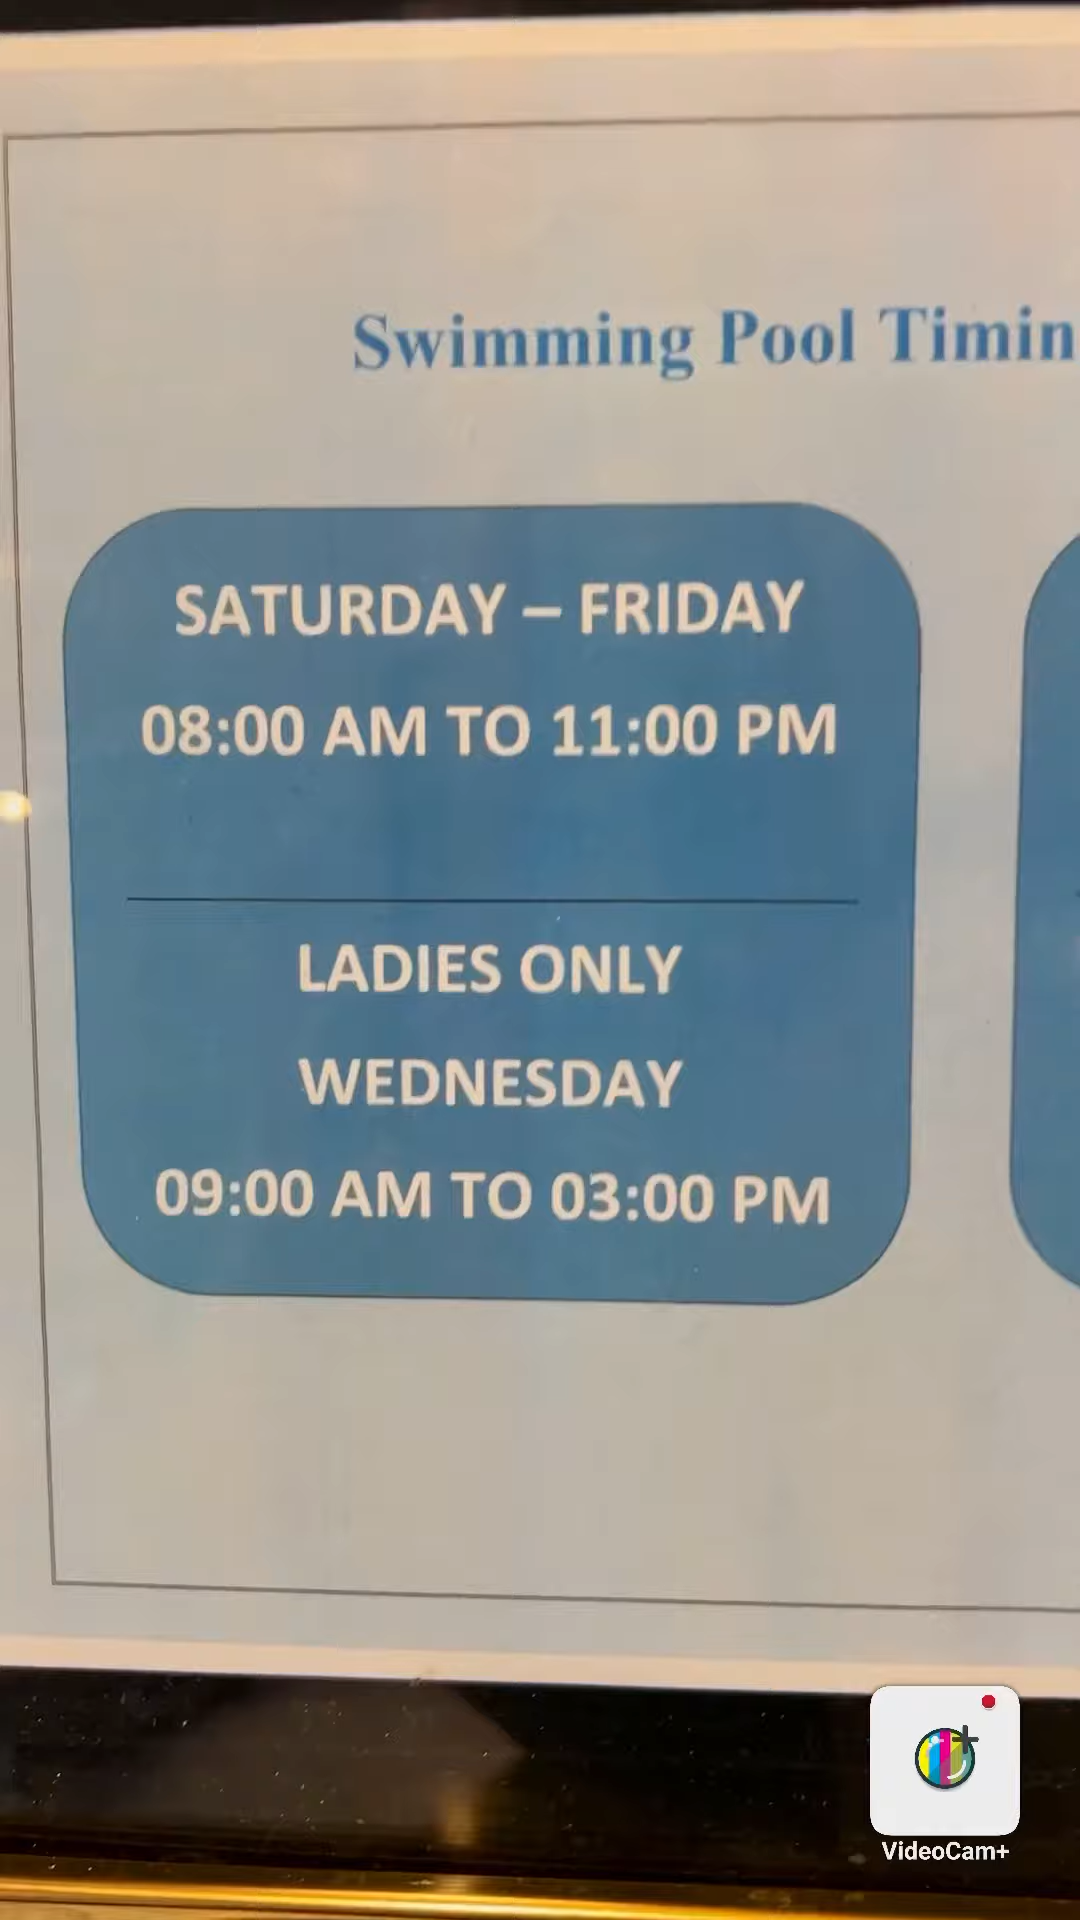 Swimming Pool Timin
SATURDAY – FRIDAY
08:00 AM TO 11:00 PM
LADIES ONLY
WEDNESDAY
09:00 AM TO 03:00 PM
VideoCam+